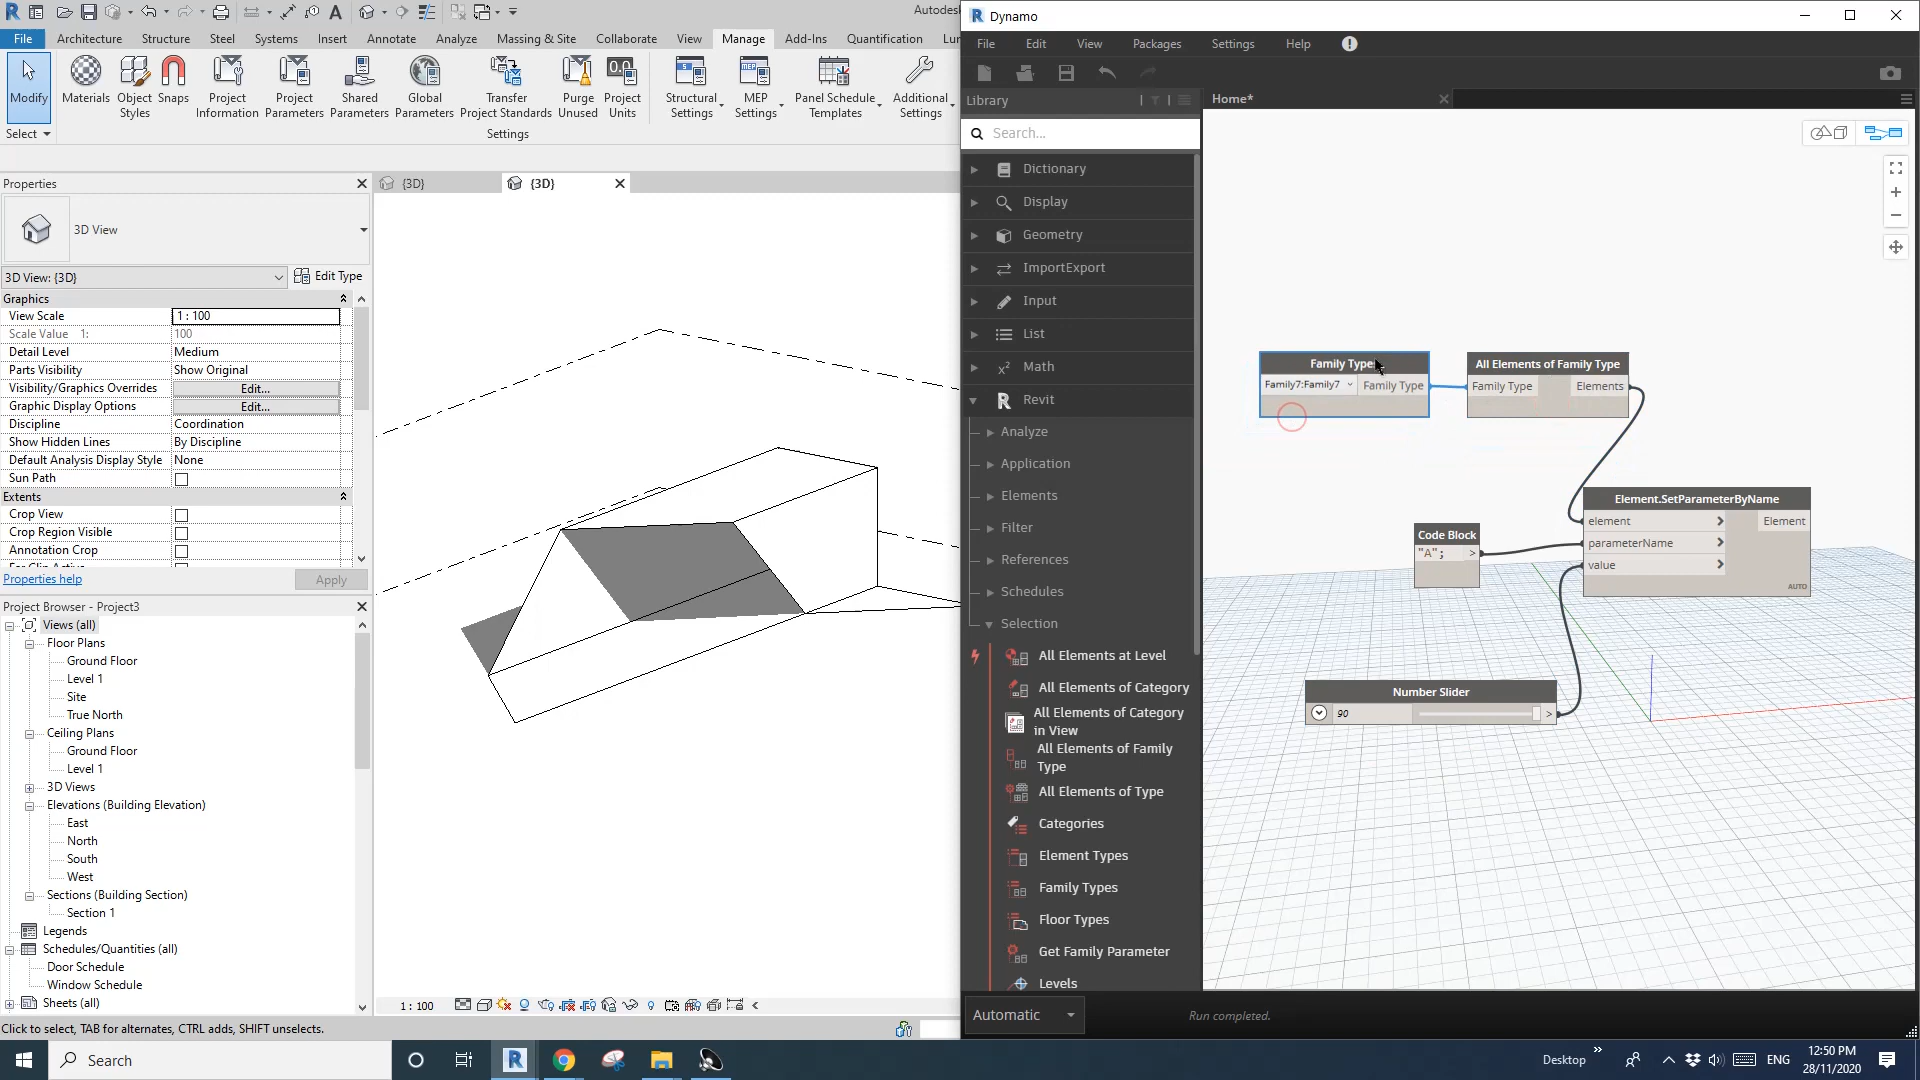 Autodesk
File
Architecture
Structure
Steel
Systems
Insert
Annotate
Analyze
Massing & Site
Collaborate
View
Manage
Add-Ins
Quantification
Modify
Materials
Object
Styles
Snaps
Project
Information
Project
Parameters
Shared
Parameters
Global
Parameters
Transfer
Project Standards
Purge
Unused
Project
Units
Structural
Settings
MEP
Settings
Panel Schedule
Templates
Additional
Settings
Select
Settings
Properties
{3D}
{3D}
3D View
3D View: {3D}
Edit Type
Graphics
View Scale 1 : 100
Scale Value 1: 100
Detail Level Medium
Parts Visibility Show Original
Visibility/Graphics Overrides Edit...
Graphic Display Options Edit...
Discipline Coordination
Show Hidden Lines By Discipline
Default Analysis Display Style None
Sun Path
Extents
Crop View
Crop Region Visible
Annotation Crop
Properties help
Apply
Project Browser - Project3
Views (all)
Floor Plans
Ground Floor
Level 1
Site
True North
Ceiling Plans
Ground Floor
Level 1
3D Views
Elevations (Building Elevation)
East
North
South
West
Sections (Building Section)
Section 1
Legends
Schedules/Quantities (all)
Door Schedule
Window Schedule
Sheets (all)
1 : 100
Click to select, TAB for alternates, CTRL adds, SHIFT unselects.
Dynamo
File
Edit
View
Packages
Settings
Help
Library
Home*
Search...
Dictionary
Display
Geometry
ImportExport
Input
List
Math
Revit
Analyze
Application
Elements
Filter
References
Schedules
Selection
All Elements at Level
All Elements of Category
All Elements of Category
in View
All Elements of Family
Type
All Elements of Type
Categories
Element Types
Family Types
Floor Types
Get Family Parameter
Levels
Family Types
Family7:Family7
Family Type
All Elements of Family Type
Family Type
Elements
Code Block
"A";
>
Element.SetParameterByName
element
Element
parameterName
value
AUTO
Number Slider
90
>
Automatic
Run completed.
Search
Desktop
ENG
12:50 PM
28/11/2020